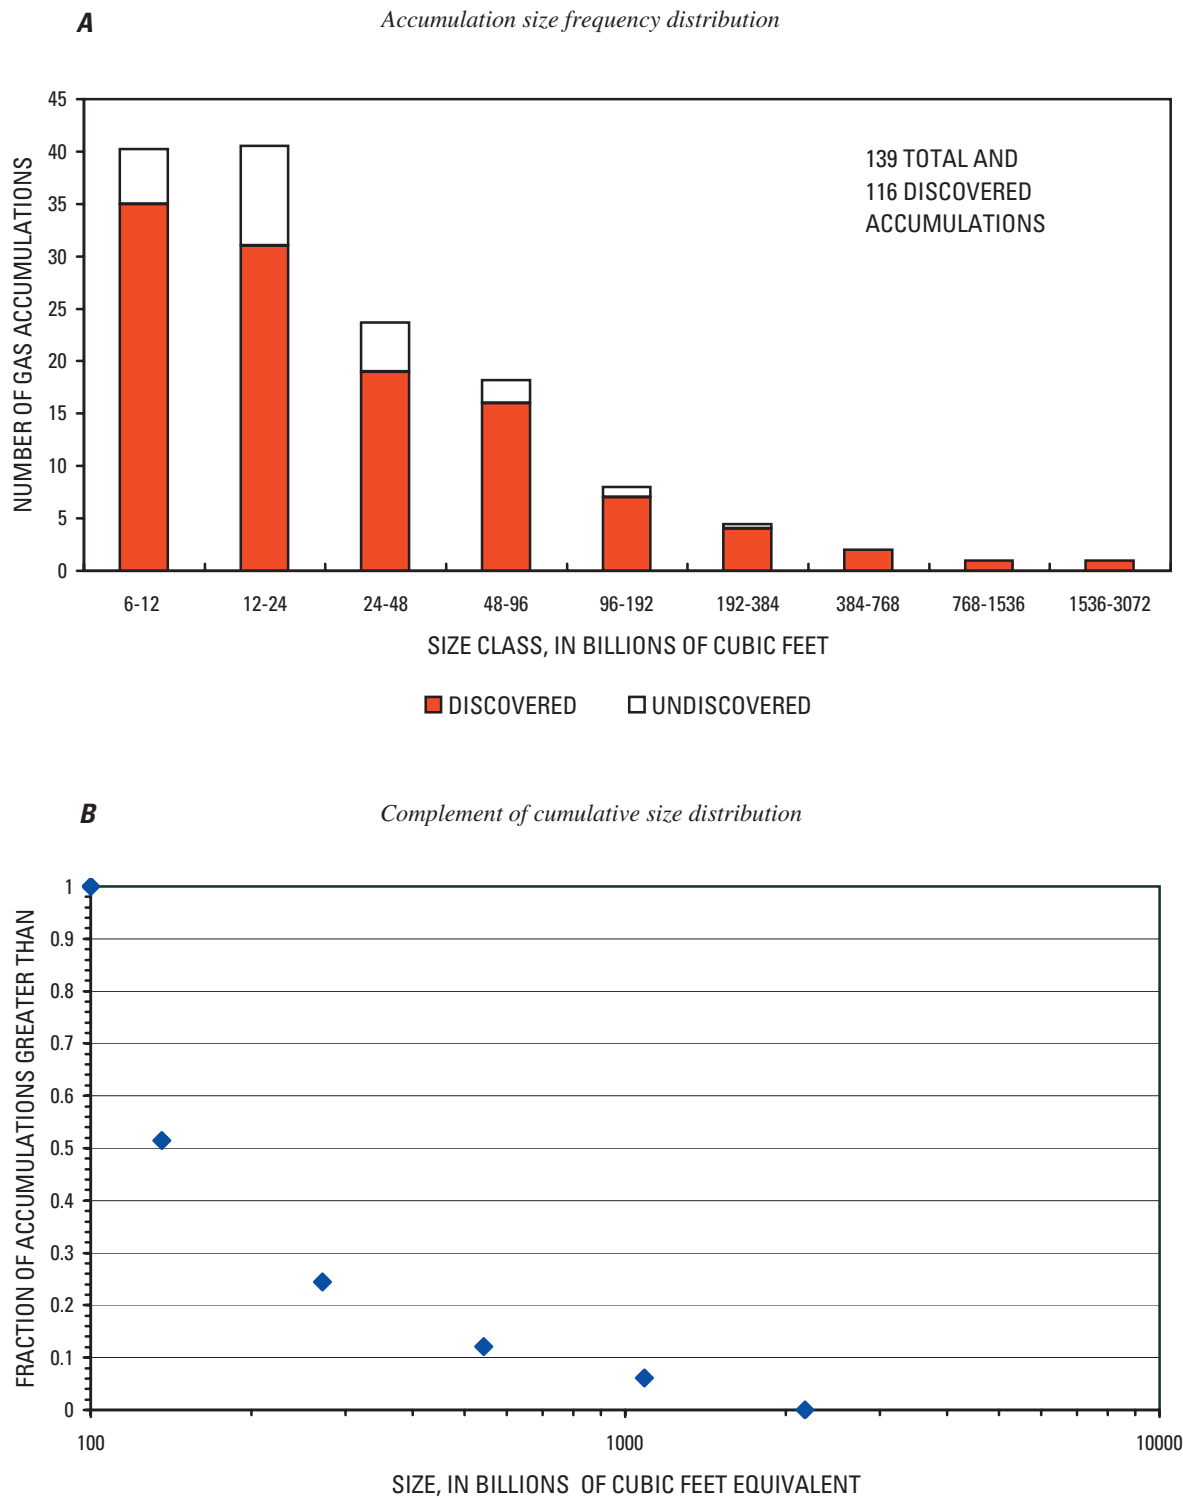 A
Accumulation size frequency distribution
NUMBER OF GAS ACCUMULATIONS
45
40
35
30
25
20
15
10
5
0
139 TOTAL AND
116 DISCOVERED
ACCUMULATIONS
6-12 12-24 24-48 48-96 96-192 192-384 384-768 768-1536 1536-3072
SIZE CLASS, IN BILLIONS OF CUBIC FEET
DISCOVERED UNDISCOVERED
B
Complement of cumulative size distribution
FRACTION OF ACCUMULATIONS GREATER THAN
1
0.9
0.8
0.7
0.6
0.5
0.4
0.3
0.2
0.1
0
100 1000 10000
SIZE, IN BILLIONS OF CUBIC FEET EQUIVALENT